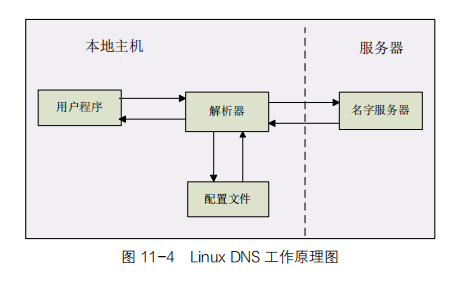 本地主机
服务器
用户程序
解析器
名字服务器
配置文件
图 11-4 Linux DNS 工作原理图